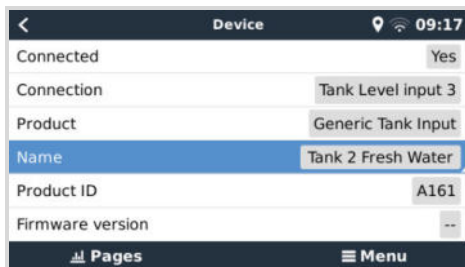 Device 09:17
Connected Yes
Connection Tank Level input 3
Product Generic Tank Input
Name Tank 2 Fresh Water
Product ID A161
Firmware version --
Pages Menu